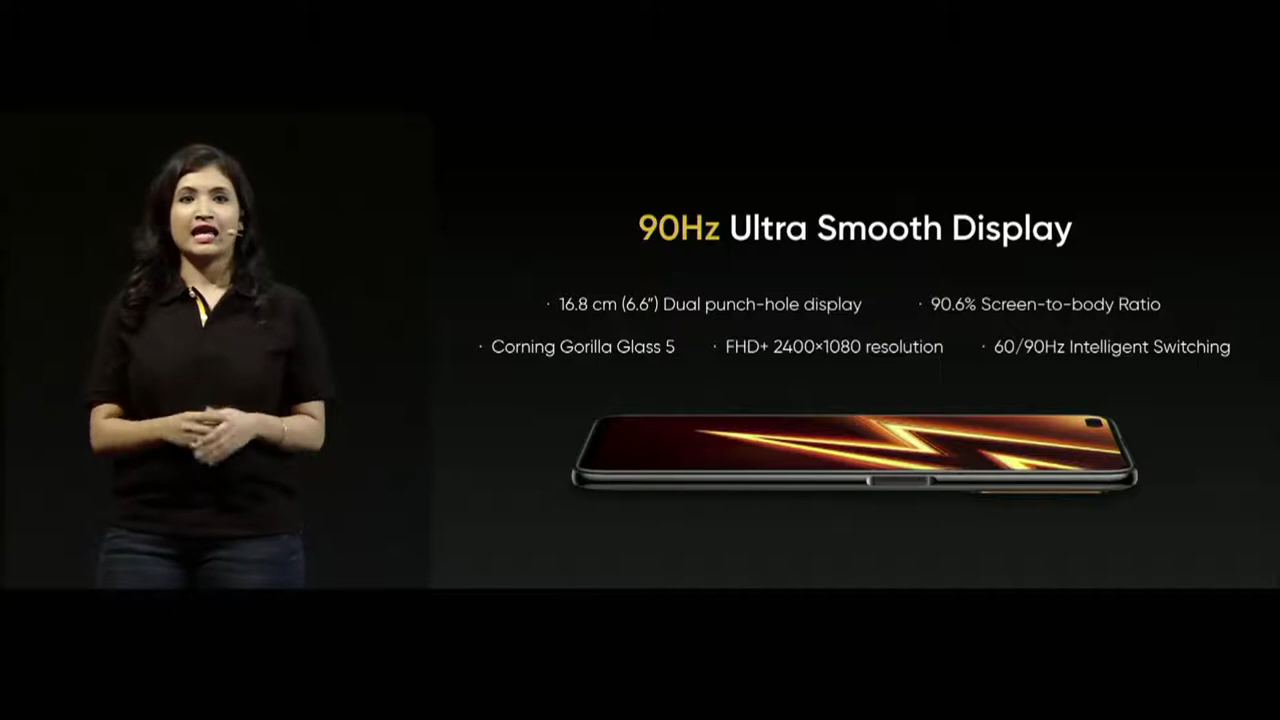 90Hz Ultra Smooth Display
· 16.8 cm (6.6") Dual punch-hole display · 90.6% Screen-to-body Ratio
· Corning Gorilla Glass 5 · FHD+ 2400×1080 resolution · 60/90Hz Intelligent Switching